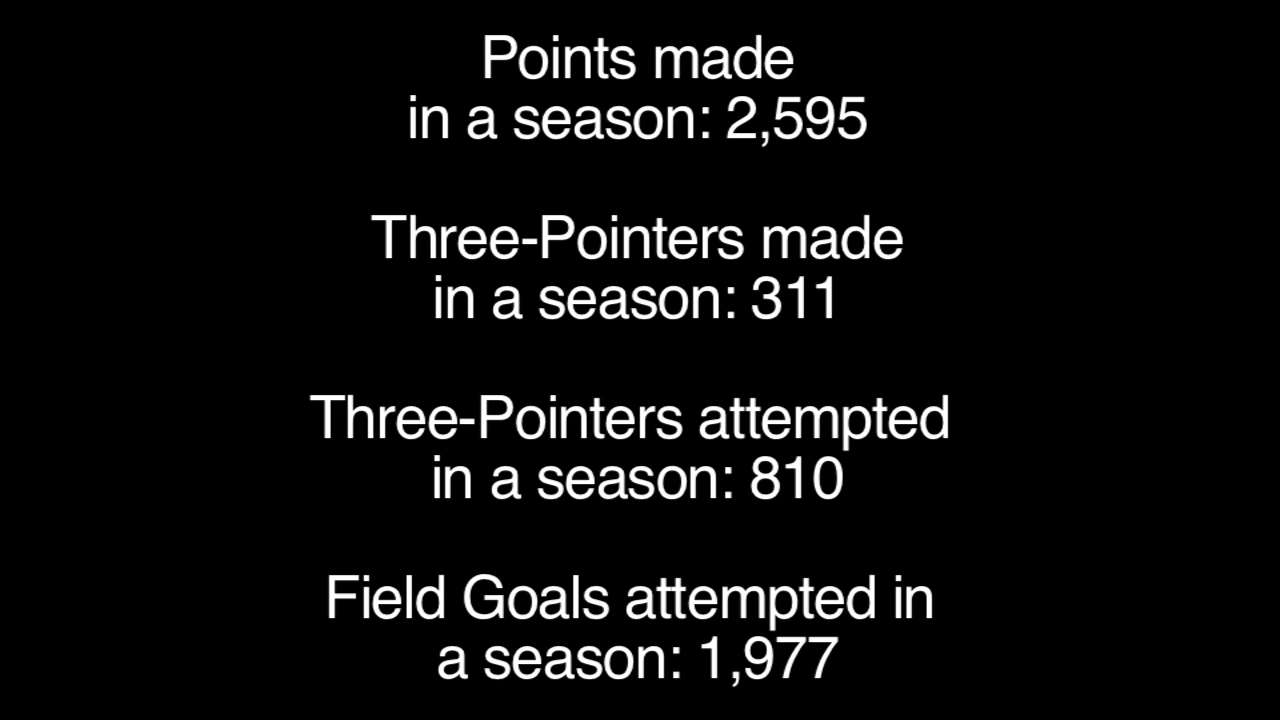 Points made
in a season: 2,595
Three-Pointers made
in a season: 311
Three-Pointers attempted
in a season: 810
Field Goals attempted in
a season: 1,977